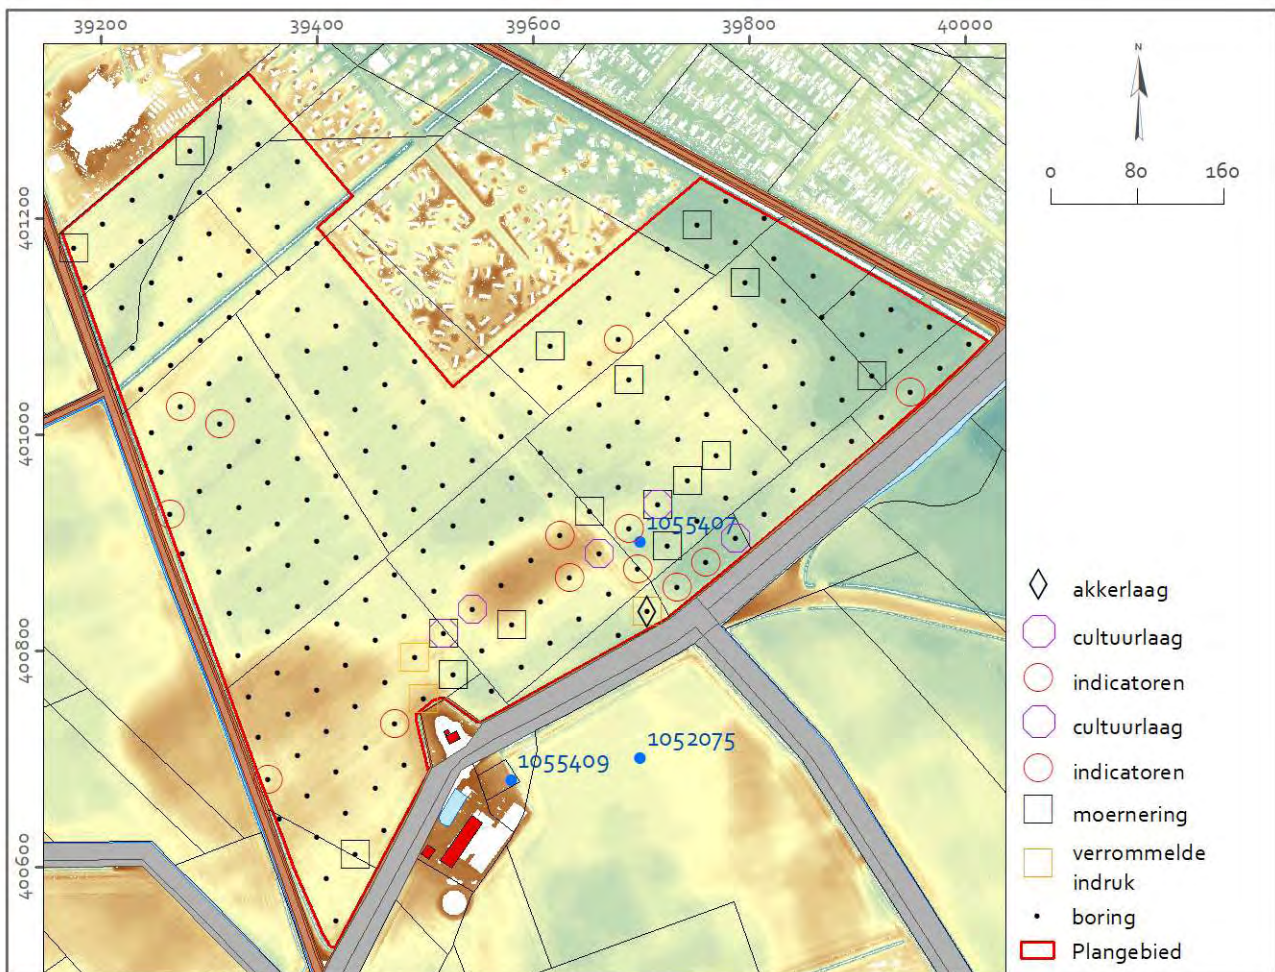 39200
39400
39600
39800
40000
N
0
80
160
401200
401000
400800
400600
1055407
1052075
1055409
akkerlaag
cultuurlaag
indicatoren
cultuurlaag
indicatoren
moernering
verrommelde
indruk
boring
Plangebied